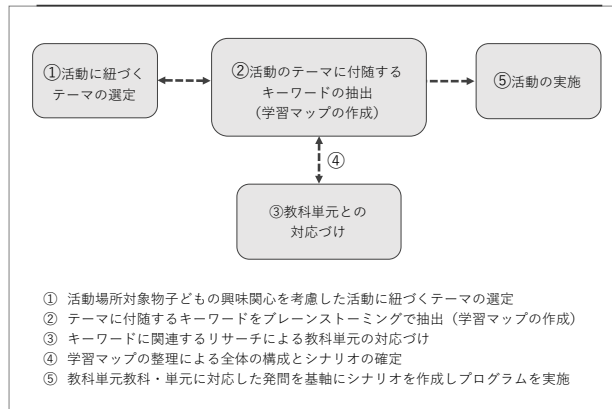 ①活動に紐づく
テーマの選定
②活動のテーマに付随する
キーワードの抽出
（学習マップの作成）
⑤活動の実施
④
③教科単元との
対応づけ
① 活動場所対象物子どもの興味関心を考慮した活動に紐づくテーマの選定
② テーマに付随するキーワードをブレーンストーミングで抽出（学習マップの作成）
③ キーワードに関連するリサーチによる教科単元の対応づけ
④ 学習マップの整理による全体の構成とシナリオの確定
⑤ 教科単元教科・単元に対応した発問を基軸にシナリオを作成しプログラムを実施